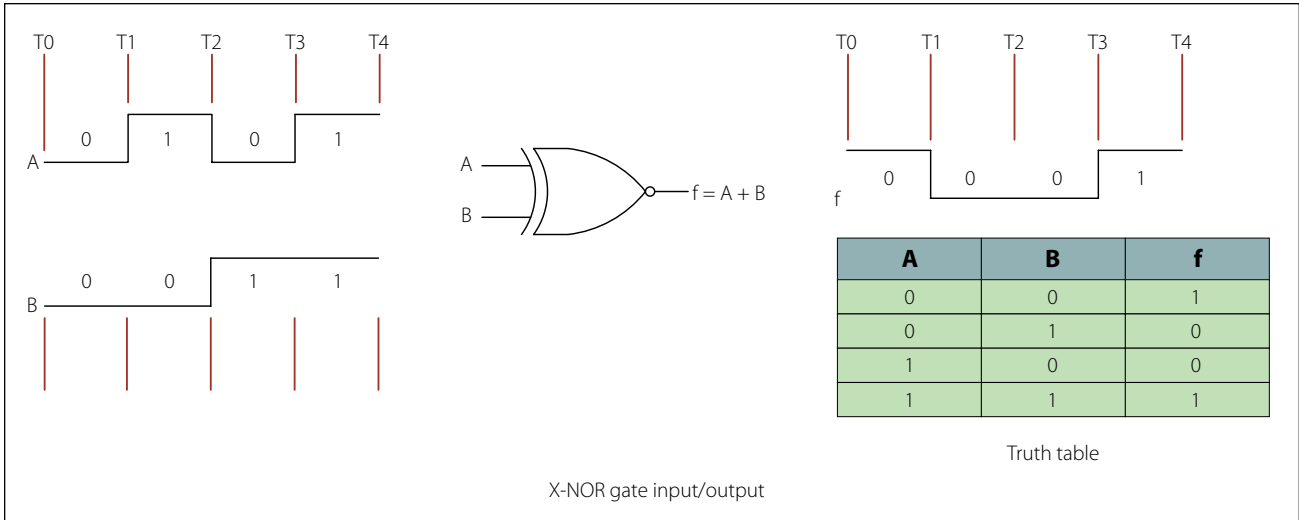 T0 T1 T2 T3 T4
0 1 0 1
A
0 0 1 1
B
A
B
f = A + B
T0 T1 T2 T3 T4
0 0 0 1
f
A B f
0 0 1
0 1 0
1 0 0
1 1 1
Truth table
X-NOR gate input/output